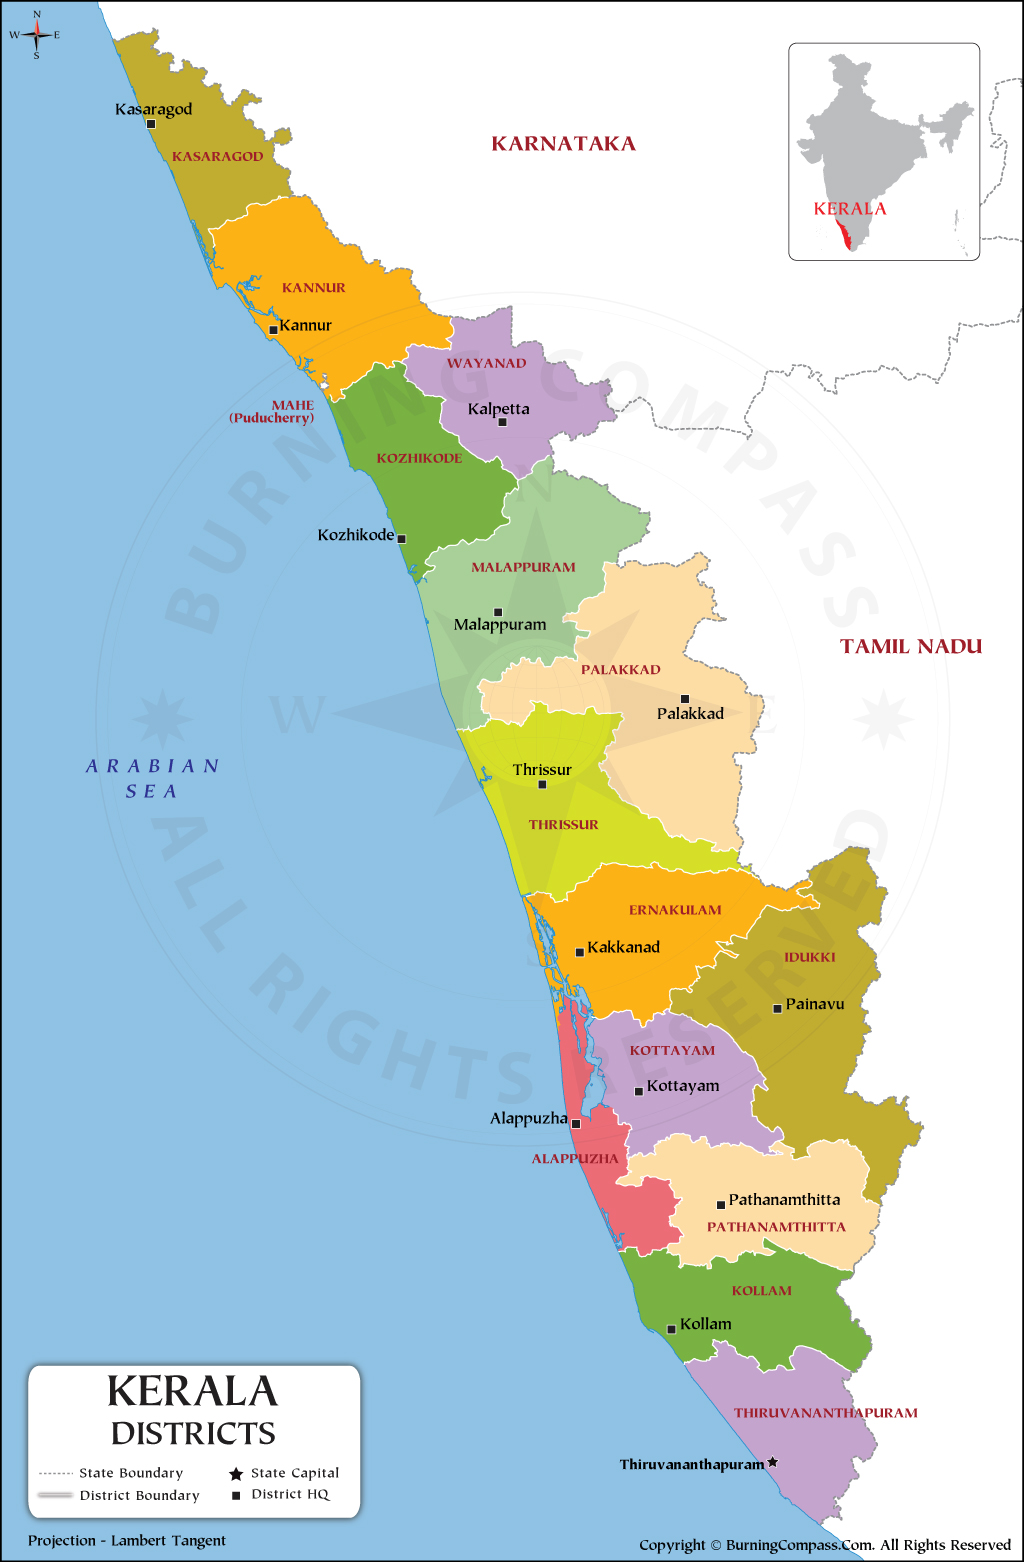 N
W E
S
Kasaragod
KASARAGOD
KARNATAKA
KERALA
KANNUR
Kannur
WAYANAD
MAHE
(Puducherry)
Kalpetta
KOZHIKODE
Kozhikode
MALAPPURAM
Malappuram
TAMIL NADU
PALAKKAD
Palakkad
ARABIAN
SEA
Thrissur
THRISSUR
ERNAKULAM
Kakkanad
IDUKKI
Painavu
KOTTAYAM
Kottayam
Alappuzha
ALAPPUZHA
Pathanamthitta
PATHANAMTHITTA
KOLLAM
Kollam
THIRUVANANTHAPURAM
Thiruvananthapuram
BURNING COMPASS
ALL RIGHTS RESERVED
N
W E
S
KERALA
DISTRICTS
State Boundary
State Capital
District Boundary
District HQ
Projection - Lambert Tangent
Copyright © BurningCompass.Com. All Rights Reserved